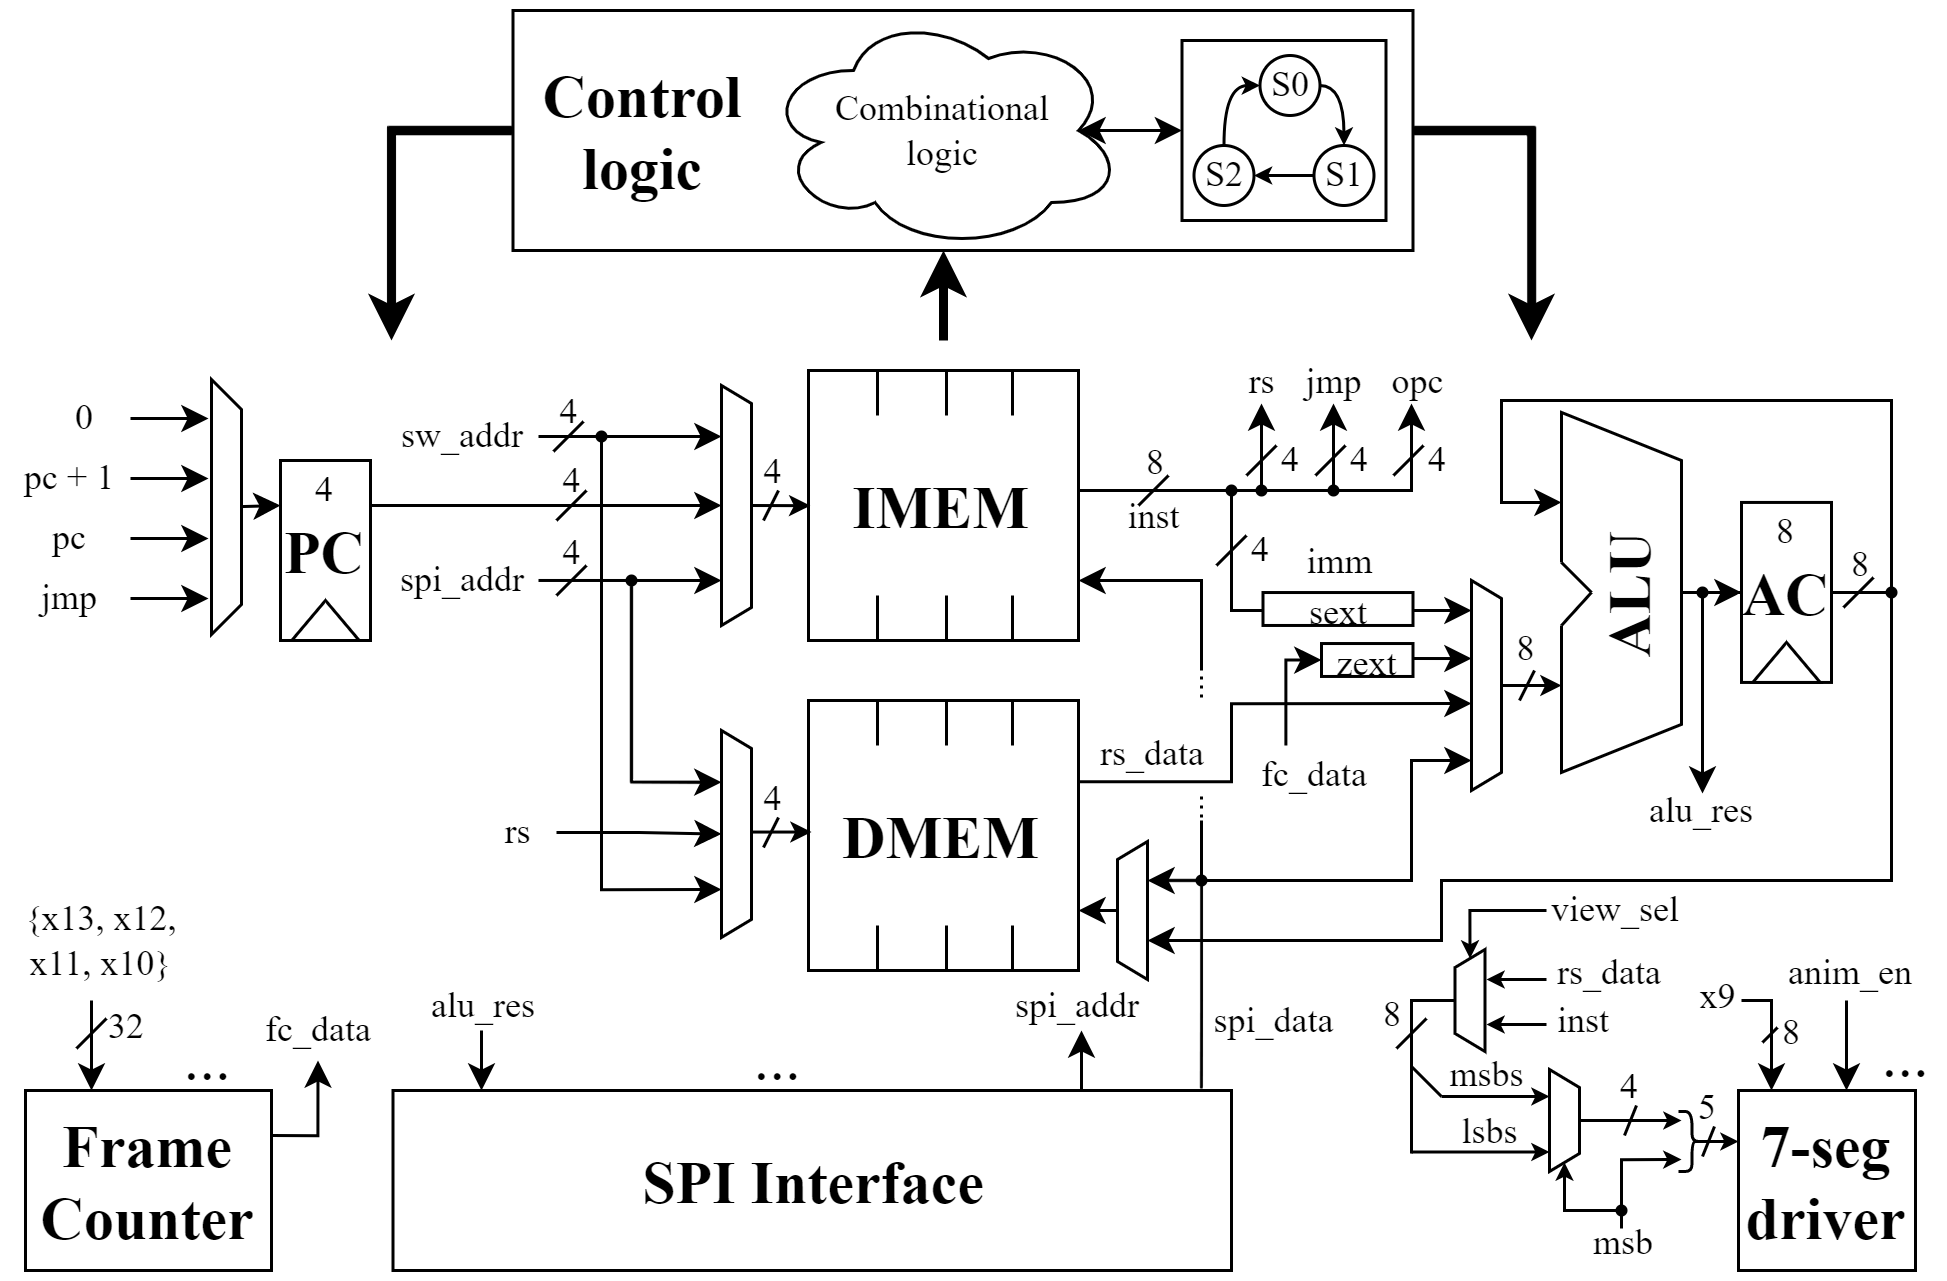 Control
logic
Combinational
logic
S0
S2
S1
0
pc + 1
pc
jmp
4
PC
sw_addr
4
4
spi_addr
4
4
IMEM
8
inst
rs
jmp
opc
4
4
4
4
imm
sext
zext
fc_data
8
ALU
8
AC
8
alu_res
rs
4
DMEM
rs_data
{x13, x12,
x11, x10}
32
fc_data
...
Frame
Counter
alu_res
...
spi_addr
spi_data
SPI Interface
view_sel
rs_data
inst
8
msbs
lsbs
4
5
msb
x9
8
anim_en
...
7-seg
driver